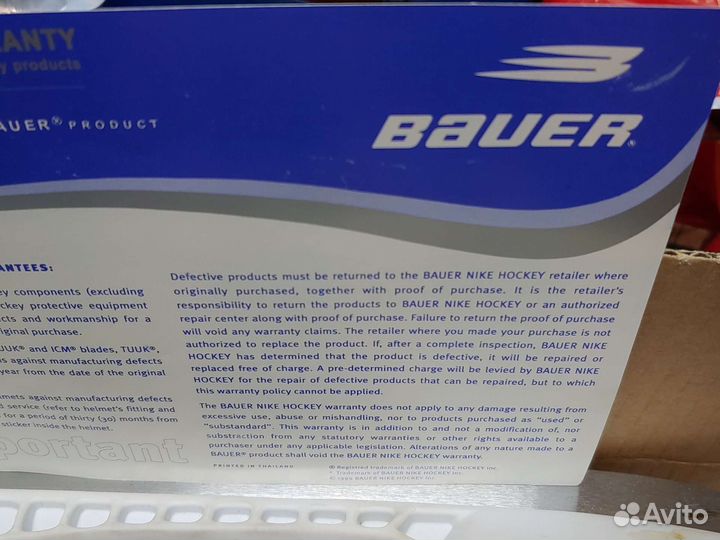 RANTY
y products
AUER® PRODUCT
BAUER®
ANTEES:
ey components (excluding
ckey protective equipment
cts and workmanship for a
iginal purchase.
UUK® and ICM® blades, TUUK®,
is against manufacturing defects
year from the date of the original
mets against manufacturing defects
d service (refer to helmet's fitting and
for a period of thirty (30) months from
sticker inside the helmet.
portant
Defective products must be returned to the BAUER NIKE HOCKEY retailer where
originally purchased, together with proof of purchase. It is the retailer's
responsibility to return the products to BAUER NIKE HOCKEY or an authorized
repair center along with proof of purchase. Failure to return the proof of purchase
will void any warranty claims. The retailer where you made your purchase is not
authorized to replace the product. If, after a complete inspection, BAUER NIKE
HOCKEY has determined that the product is defective, it will be repaired or
replaced free of charge. A pre-determined charge will be levied by BAUER NIKE
HOCKEY for the repair of defective products that can be repaired, but to which
this warranty policy cannot be applied.
The BAUER NIKE HOCKEY warranty does not apply to any damage resulting from
excessive use, abuse or mishandling, nor to products purchased as "used" or
"substandard". This warranty is in addition to and not a modification of, nor
substraction from any statutory warranties or other rights available to a
purchaser under any applicable legislation. Alterations of any nature made to a
BAUER® product shall void the BAUER NIKE HOCKEY warranty.
PRINTED IN THAILAND
® Registered trademark of BAUER NIKE HOCKEY Inc.
* Trademark of BAUER NIKE HOCKEY Inc.
© 1999 BAUER NIKE HOCKEY Inc.
Avito